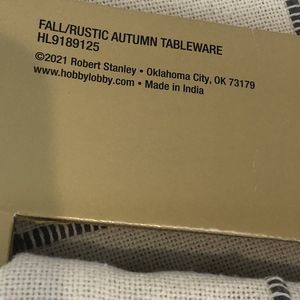 FALL/RUSTIC AUTUMN TABLEWARE
HL9189125
©2021 Robert Stanley • Oklahoma City, OK 73179
www.hobbylobby.com • Made in India